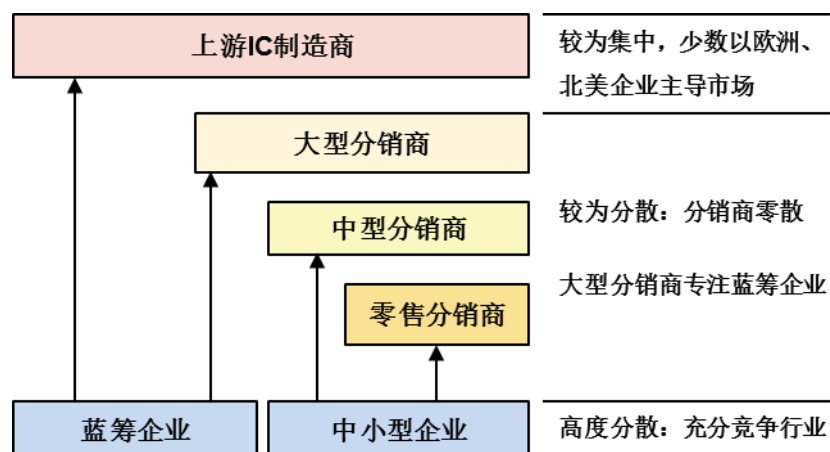 上游IC制造商
较为集中，少数以欧洲、
北美企业主导市场
大型分销商
中型分销商
较为分散：分销商零散
零售分销商
大型分销商专注蓝筹企业
蓝筹企业
中小型企业
高度分散：充分竞争行业